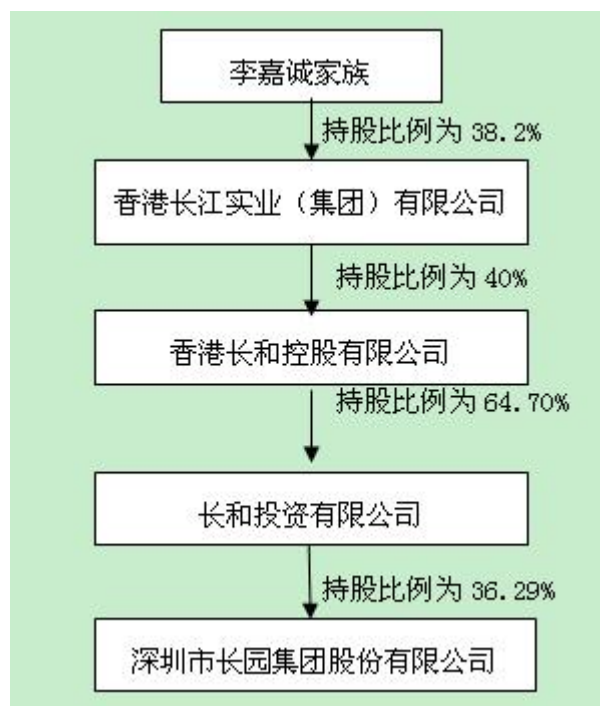 李嘉诚家族
持股比例为 38.2%
香港长江实业（集团）有限公司
持股比例为 40%
香港长和控股有限公司
持股比例为 64.70%
长和投资有限公司
持股比例为 36.29%
深圳市长园集团股份有限公司